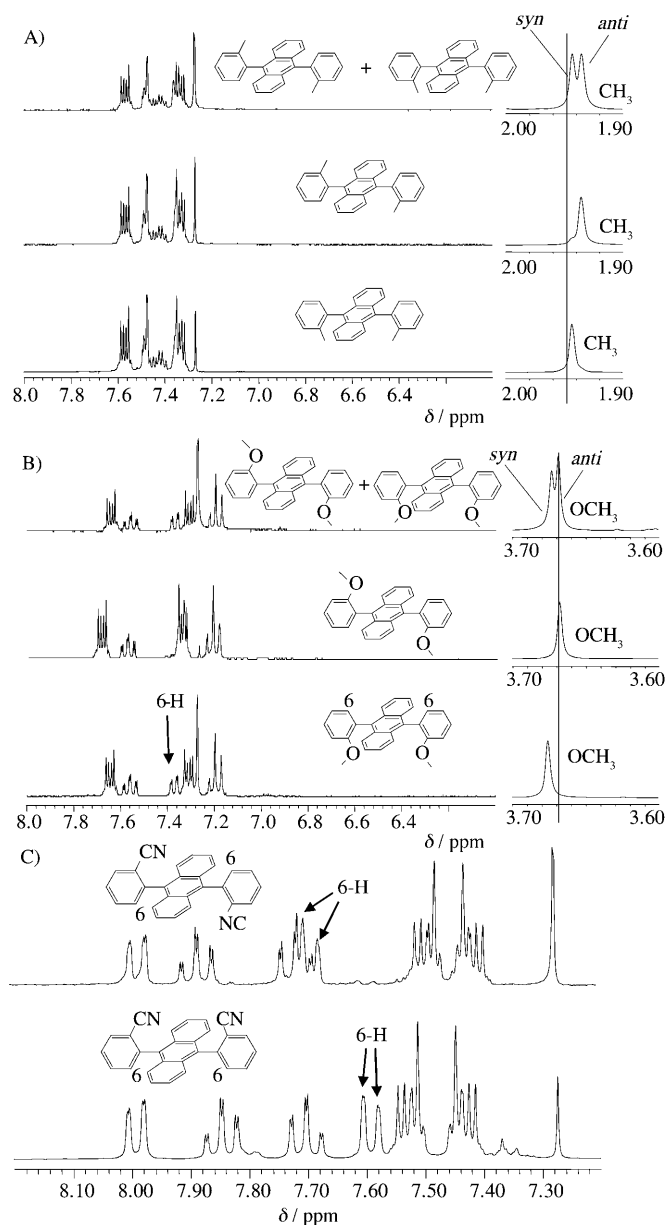 A)
syn
anti
+
CH3
2.00 1.90
CH3
2.00 1.90
CH3
8.0 7.6 7.4 7.2 7.0 6.8 6.6 6.4
2.00 1.90
δ / ppm
B)
O
O
+
O
O
syn
anti
OCH3
3.70 3.60
O
O
OCH3
3.70 3.60
6-H
6
6
O
O
OCH3
8.0 7.8 7.6 7.4 7.2 7.0 6.8 6.6 6.4
3.70 3.60
δ / ppm
C)
CN
6
6
NC
6-H
CN
CN
6
6
6-H
8.10 8.00 7.90 7.80 7.70 7.60 7.50 7.40 7.30
δ / ppm